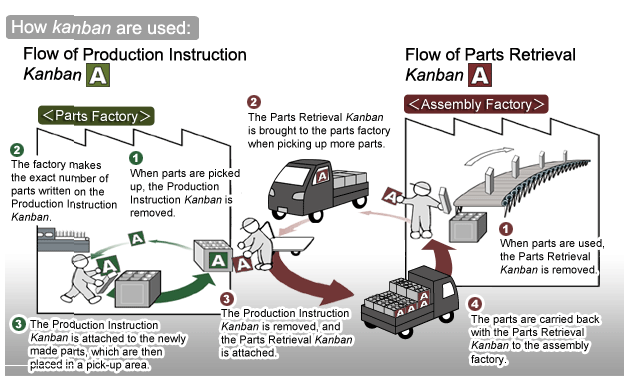 How kanban are used:
Flow of Production Instruction
Kanban A
Flow of Parts Retrieval
Kanban A
<Parts Factory>
<Assembly Factory>
2
The factory makes
the exact number of
parts written on the
Production Instruction
Kanban.
1
When parts are picked
up, the Production
Instruction Kanban is
removed.
2
The Parts Retrieval Kanban
is brought to the parts factory
when picking up more parts.
A
A
A
A
A
A
1
When parts are used,
the Parts Retrieval
Kanban is removed.
A
A
A
3
The Production Instruction
Kanban is attached to the newly
made parts, which are then
placed in a pick-up area.
3
The Production Instruction
Kanban is removed, and
the Parts Retrieval Kanban
is attached.
4
The parts are carried back
with the Parts Retrieval
Kanban to the assembly
factory.